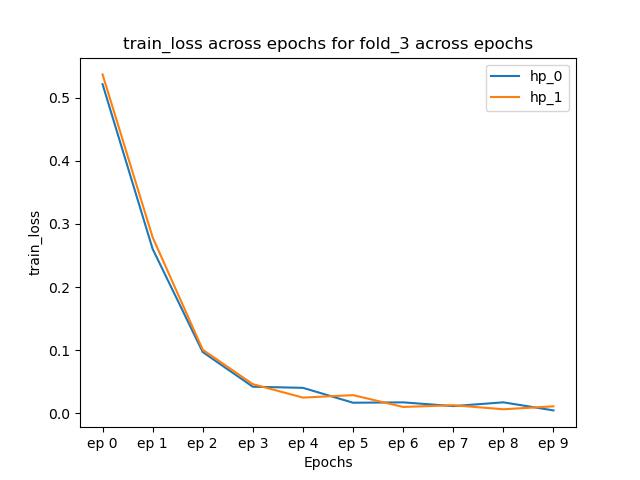 train_loss across epochs for fold_3 across epochs
hp_0
hp_1
train_loss
0.5
0.4
0.3
0.2
0.1
0.0
ep 0 ep 1 ep 2 ep 3 ep 4 ep 5 ep 6 ep 7 ep 8 ep 9
Epochs